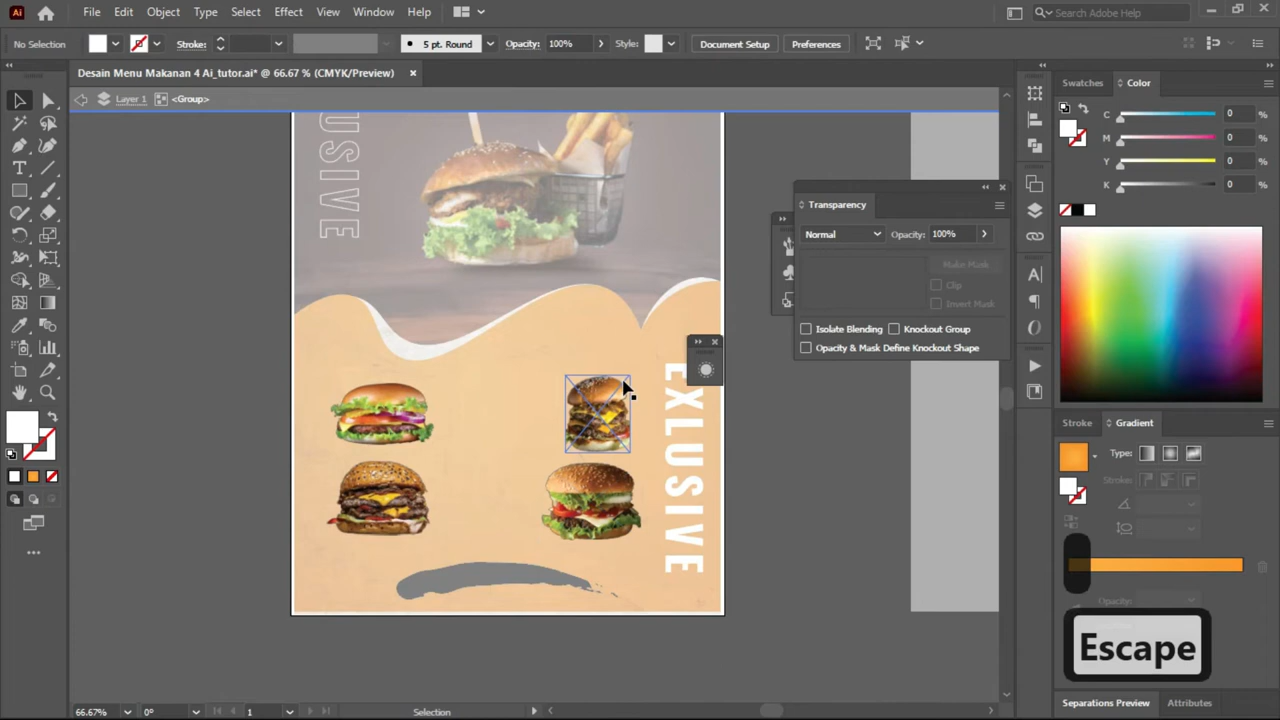 Ai
File
Edit
Object
Type
Select
Effect
View
Window
Help
Search Adobe Help
No Selection
Stroke:
5 pt. Round
Opacity:
100%
Style:
Document Setup
Preferences
Desain Menu Makanan 4 Ai_tutor.ai* @ 66.67 % (CMYK/Preview)
Layer 1
<Group>
Swatches
Color
C
0
%
M
0
%
Y
0
%
K
0
%
Transparency
Normal
Opacity:
100%
Make Mask
Clip
Invert Mask
Isolate Blending
Knockout Group
Opacity & Mask Define Knockout Shape
USIVE
EXLUSIVE
Stroke
Gradient
Type:
Strokes:
Opacity:
Escape
Separations Preview
Attributes
66.67%
0°
1
Selection